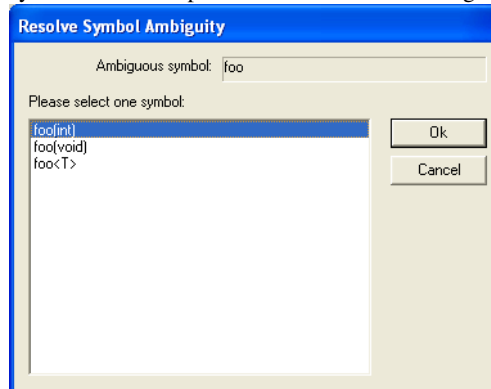 Resolve Symbol Ambiguity
Ambiguous symbol: foo
Please select one symbol:
foo(int)
foo(void)
foo<T>
Ok
Cancel